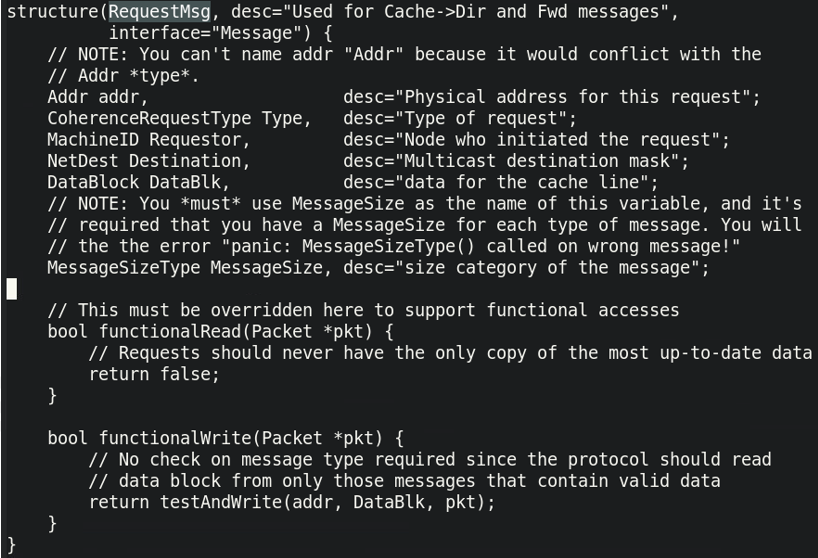 structure(RequestMsg, desc="Used for Cache->Dir and Fwd messages",
          interface="Message") {
    // NOTE: You can't name addr "Addr" because it would conflict with the
    // Addr *type*.
    Addr addr,                   desc="Physical address for this request";
    CoherenceRequestType Type,   desc="Type of request";
    MachineID Requestor,         desc="Node who initiated the request";
    NetDest Destination,         desc="Multicast destination mask";
    DataBlock DataBlk,           desc="data for the cache line";
    // NOTE: You *must* use MessageSize as the name of this variable, and it's
    // required that you have a MessageSize for each type of message. You will
    // the the error "panic: MessageSizeType() called on wrong message!"
    MessageSizeType MessageSize, desc="size category of the message";

    // This must be overridden here to support functional accesses
    bool functionalRead(Packet *pkt) {
        // Requests should never have the only copy of the most up-to-date data
        return false;
    }

    bool functionalWrite(Packet *pkt) {
        // No check on message type required since the protocol should read
        // data block from only those messages that contain valid data
        return testAndWrite(addr, DataBlk, pkt);
    }
}